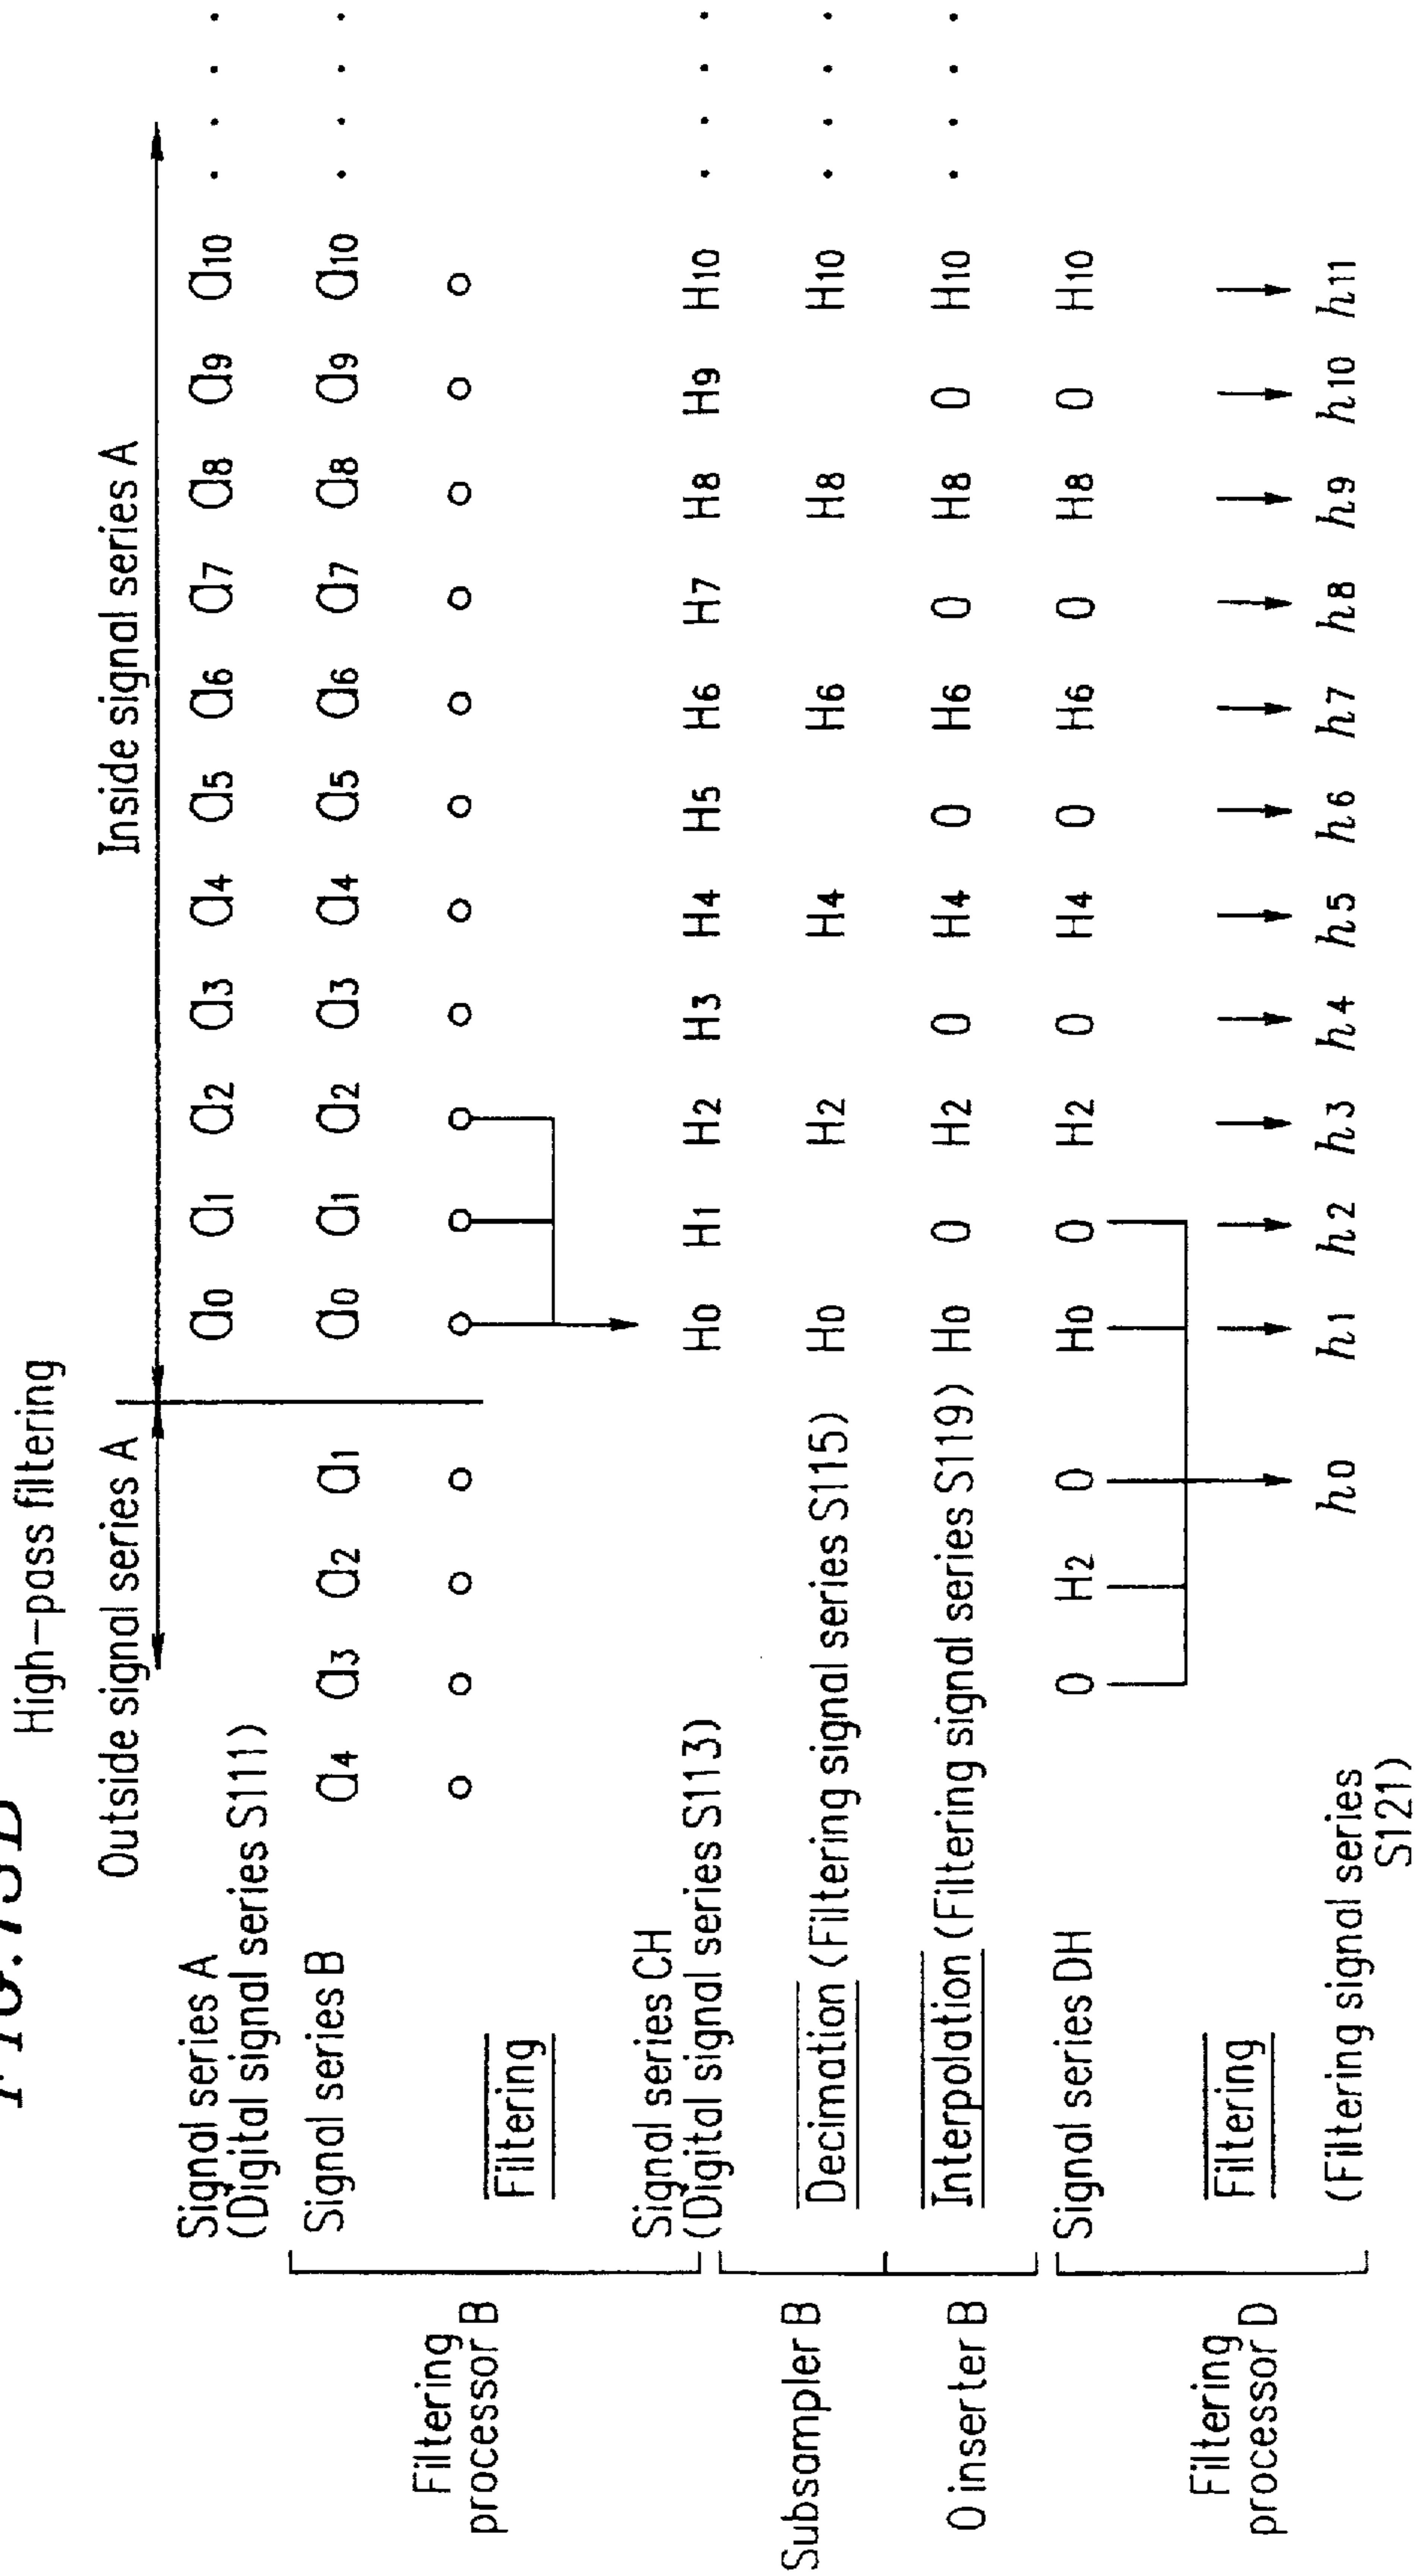 High-pass filtering
Outside signal series A Inside signal series A
Signal series A a0 a1 a2 a3 a4 a5 a6 a7 a8 a9 a10 . . . .
(Digital signal series S111)
Signal series B a4 a3 a2 a1 a0 a1 a2 a3 a4 a5 a6 a7 a8 a9 a10 . . . .
Filtering
processor B
Filtering
Signal series CH
(Digital signal series S113) H0 H1 H2 H3 H4 H5 H6 H7 H8 H9 H10 . . . .
Subsampler B
Decimation (Filtering signal series S115) H0 H2 H4 H6 H8 H10 . . . .
0 inserter B
Interpolation (Filtering signal series S119) H0 0 H2 0 H4 0 H6 0 H8 0 H10 . . . .
Signal series DH 0 H2 0 H0 0 H2 0 H4 0 H6 0 H8 0 H10
Filtering
processor D
Filtering
(Filtering signal series
S121)
h0 h1 h2 h3 h4 h5 h6 h7 h8 h9 h10 h11